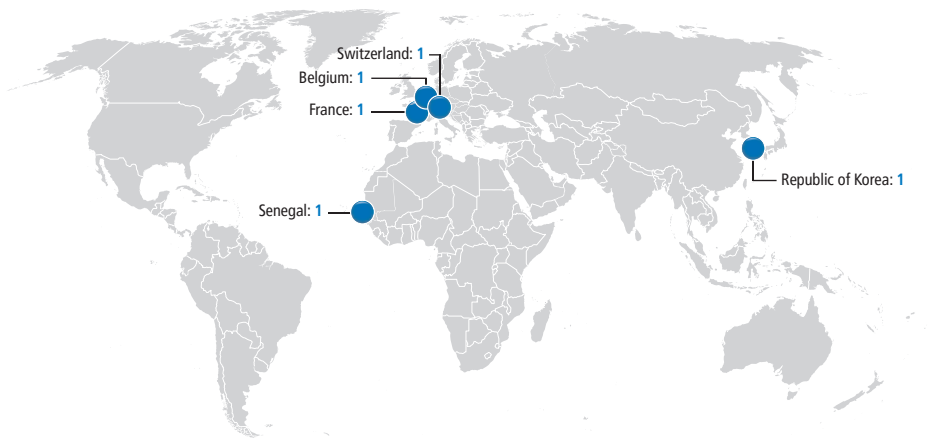 Switzerland: 1
Belgium: 1
France: 1
Republic of Korea: 1
Senegal: 1